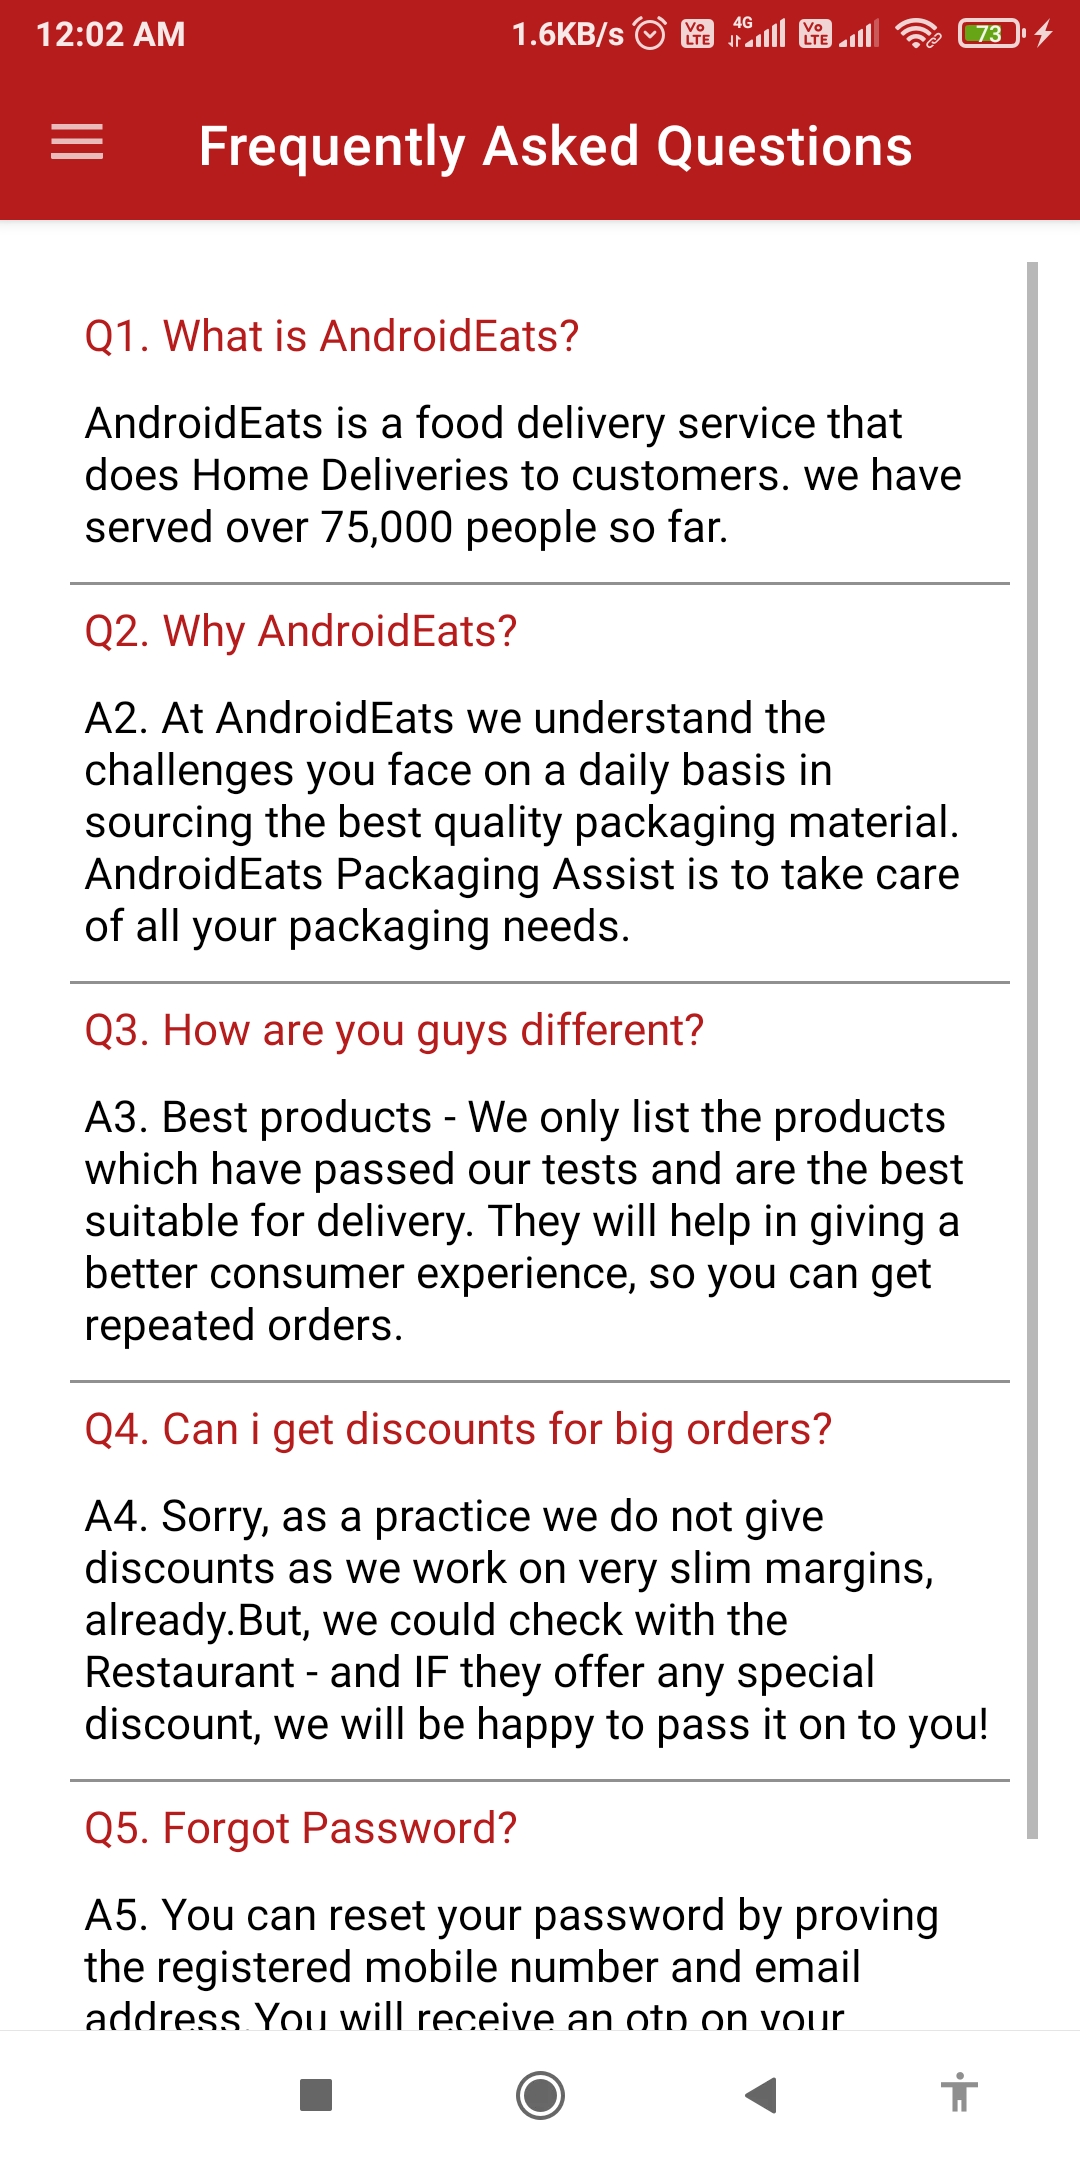 12:02 AM 1.6KB/s Vo LTE 4G Vo LTE 73
Frequently Asked Questions
Q1. What is AndroidEats?
AndroidEats is a food delivery service that
does Home Deliveries to customers. we have
served over 75,000 people so far.
Q2. Why AndroidEats?
A2. At AndroidEats we understand the
challenges you face on a daily basis in
sourcing the best quality packaging material.
AndroidEats Packaging Assist is to take care
of all your packaging needs.
Q3. How are you guys different?
A3. Best products - We only list the products
which have passed our tests and are the best
suitable for delivery. They will help in giving a
better consumer experience, so you can get
repeated orders.
Q4. Can i get discounts for big orders?
A4. Sorry, as a practice we do not give
discounts as we work on very slim margins,
already.But, we could check with the
Restaurant - and IF they offer any special
discount, we will be happy to pass it on to you!
Q5. Forgot Password?
A5. You can reset your password by proving
the registered mobile number and email
address.You will receive an otp on your